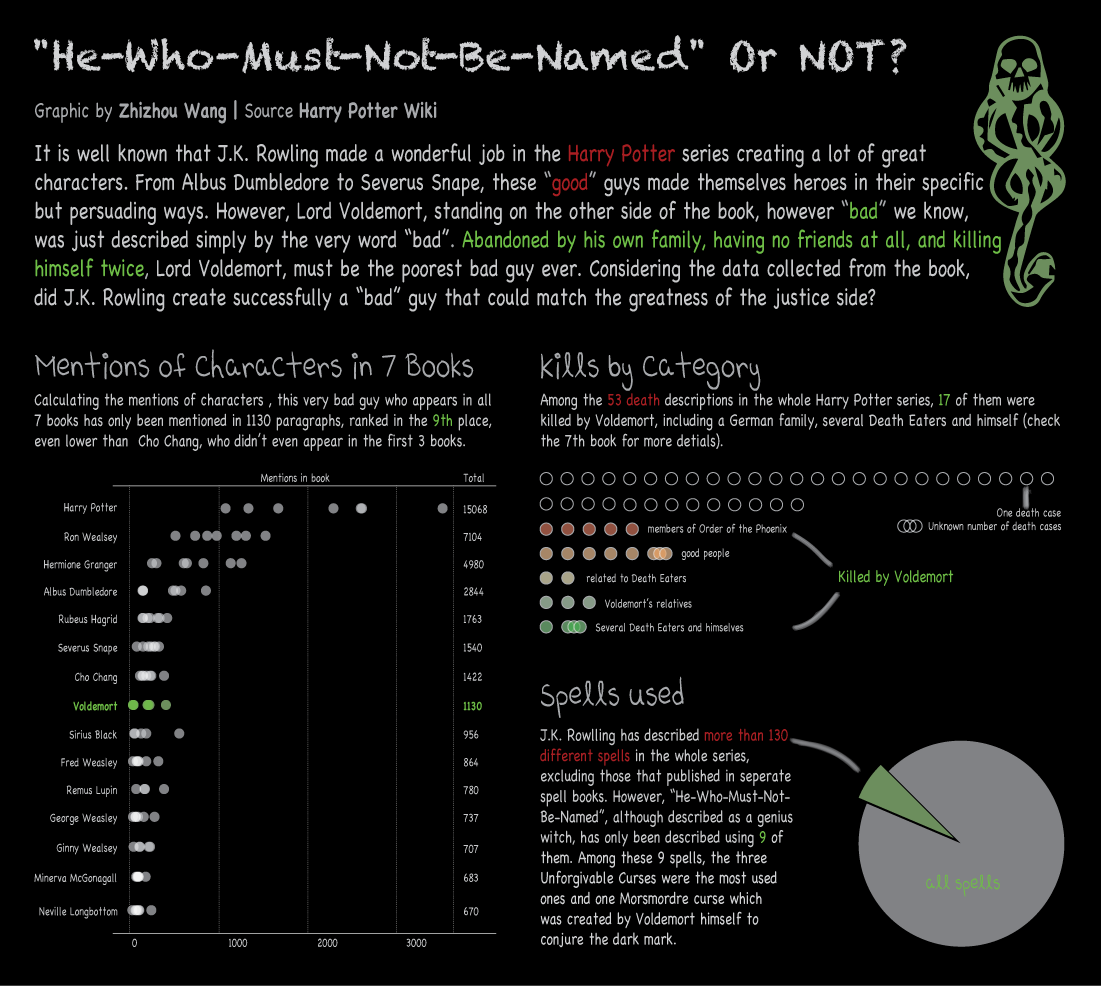 "He-Who-Must-Not-Be-Named" Or NOT?
Graphic by Zhizhou Wang | Source Harry Potter Wiki
It is well known that J.K. Rowling made a wonderful job in the Harry Potter series creating a lot of great
characters. From Albus Dumbledore to Severus Snape, these "good" guys made themselves heroes in their specific
but persuading ways. However, Lord Voldemort, standing on the other side of the book, however "bad" we know,
was just described simply by the very word "bad". Abandoned by his own family, having no friends at all, and killing
himself twice, Lord Voldemort, must be the poorest bad guy ever. Considering the data collected from the book,
did J.K. Rowling create successfully a "bad" guy that could match the greatness of the justice side?
Mentions of Characters in 7 Books
Calculating the mentions of characters , this very bad guy who appears in all
7 books has only been mentioned in 1130 paragraphs, ranked in the 9th place,
even lower than Cho Chang, who didn't even appear in the first 3 books.
Mentions in book Total
Harry Potter 15068
Ron Wealsey 7104
Hermione Granger 4980
Albus Dumbledore 2844
Rubeus Hagrid 1763
Severus Snape 1540
Cho Chang 1422
Voldemort 1130
Sirius Black 956
Fred Weasley 864
Remus Lupin 780
George Weasley 737
Ginny Wealsey 707
Minerva McGonagall 683
Neville Longbottom 670
0 1000 2000 3000
Kills by Category
Among the 53 death descriptions in the whole Harry Potter series, 17 of them were
killed by Voldemort, including a German family, several Death Eaters and himself (check
the 7th book for more detials).
One death case
Unknown number of death cases
members of Order of the Phoenix
good people
related to Death Eaters
Voldemort's relatives
Several Death Eaters and himselves
Killed by Voldemort
Spells used
J.K. Rowlling has described more than 130
different spells in the whole series,
excluding those that published in seperate
spell books. However, "He-Who-Must-Not-
Be-Named", although described as a genius
witch, has only been described using 9 of
them. Among these 9 spells, the three
Unforgivable Curses were the most used
ones and one Morsmordre curse which
was created by Voldemort himself to
conjure the dark mark.
all spells